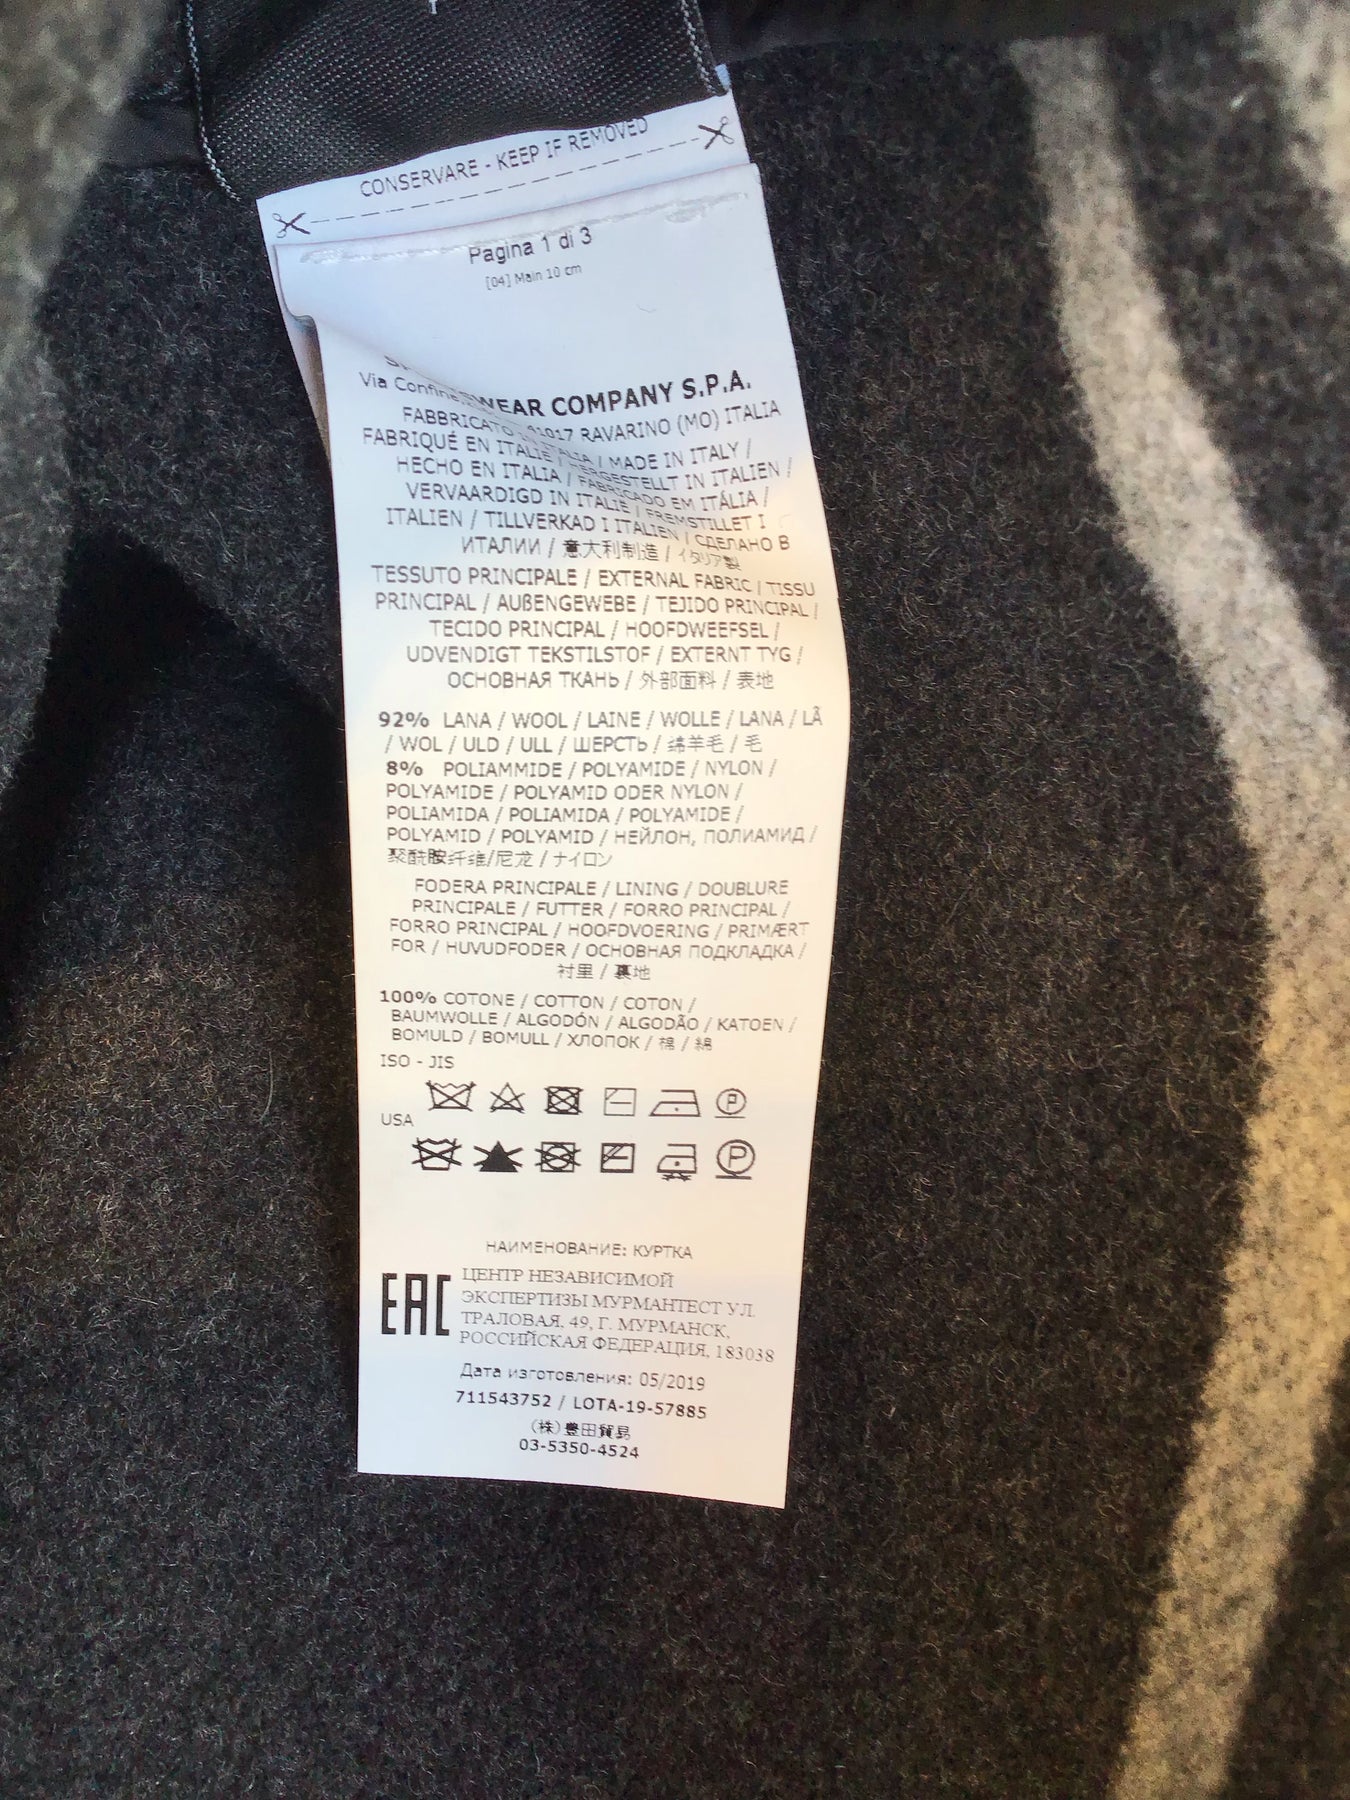 CONSERVARE - KEEP IF REMOVED
Pagina 1 di 3
[04] Main 10 cm
WEAR COMPANY S.P.A.
Via Confine 41017 RAVARINO (MO) ITALIA
FABBRICATO IN ITALIA / MADE IN ITALY /
FABRIQUÉ EN ITALIE / HERGESTELLT IN ITALIEN /
HECHO EN ITALIA / FABRICADO EM ITÁLIA /
VERVAARDIGD IN ITALIË / FREMSTILLET I
ITALIEN / TILLVERKAD I ITALIEN / СДЕЛАНО В
ИТАЛИИ / 意大利制造 / イタリア製
TESSUTO PRINCIPALE / EXTERNAL FABRIC / TISSU
PRINCIPAL / AUßENGEWEBE / TEJIDO PRINCIPAL /
TECIDO PRINCIPAL / HOOFDWEEFSEL /
UDVENDIGT TEKSTILSTOF / EXTERNT TYG /
ОСНОВНАЯ ТКАНЬ / 外部面料 / 表地
92% LANA / WOOL / LAINE / WOLLE / LANA / LÃ
/ WOL / ULD / ULL / ШЕРСТЬ / 绵羊毛 / 毛
8% POLIAMMIDE / POLYAMIDE / NYLON /
POLYAMIDE / POLYAMID ODER NYLON /
POLIAMIDA / POLIAMIDA / POLYAMIDE /
POLYAMID / POLYAMID / НЕЙЛОН, ПОЛИАМИД /
聚酰胺纤维/尼龙 / ナイロン
FODERA PRINCIPALE / LINING / DOUBLURE
PRINCIPALE / FUTTER / FORRO PRINCIPAL /
FORRO PRINCIPAL / HOOFDVOERING / PRIMÆRT
FOR / HUVUDFODER / ОСНОВНАЯ ПОДКЛАДКА /
衬里 / 裏地
100% COTONE / COTTON / COTON /
BAUMWOLLE / ALGODÓN / ALGODÃO / KATOEN /
BOMULD / BOMULL / ХЛОПОК / 棉 / 綿
ISO - JIS
P
USA
P
НАИМЕНОВАНИЕ: КУРТКА
EAC
ЦЕНТР НЕЗАВИСИМОЙ
ЭКСПЕРТИЗЫ МУРМАНТЕСТ УЛ.
ТРАЛОВАЯ, 49, Г. МУРМАНСК,
РОССИЙСКАЯ ФЕДЕРАЦИЯ, 183038
Дата изготовления: 05/2019
711543752 / LOTA-19-57885
(株)豊田貿易
03-5350-4524